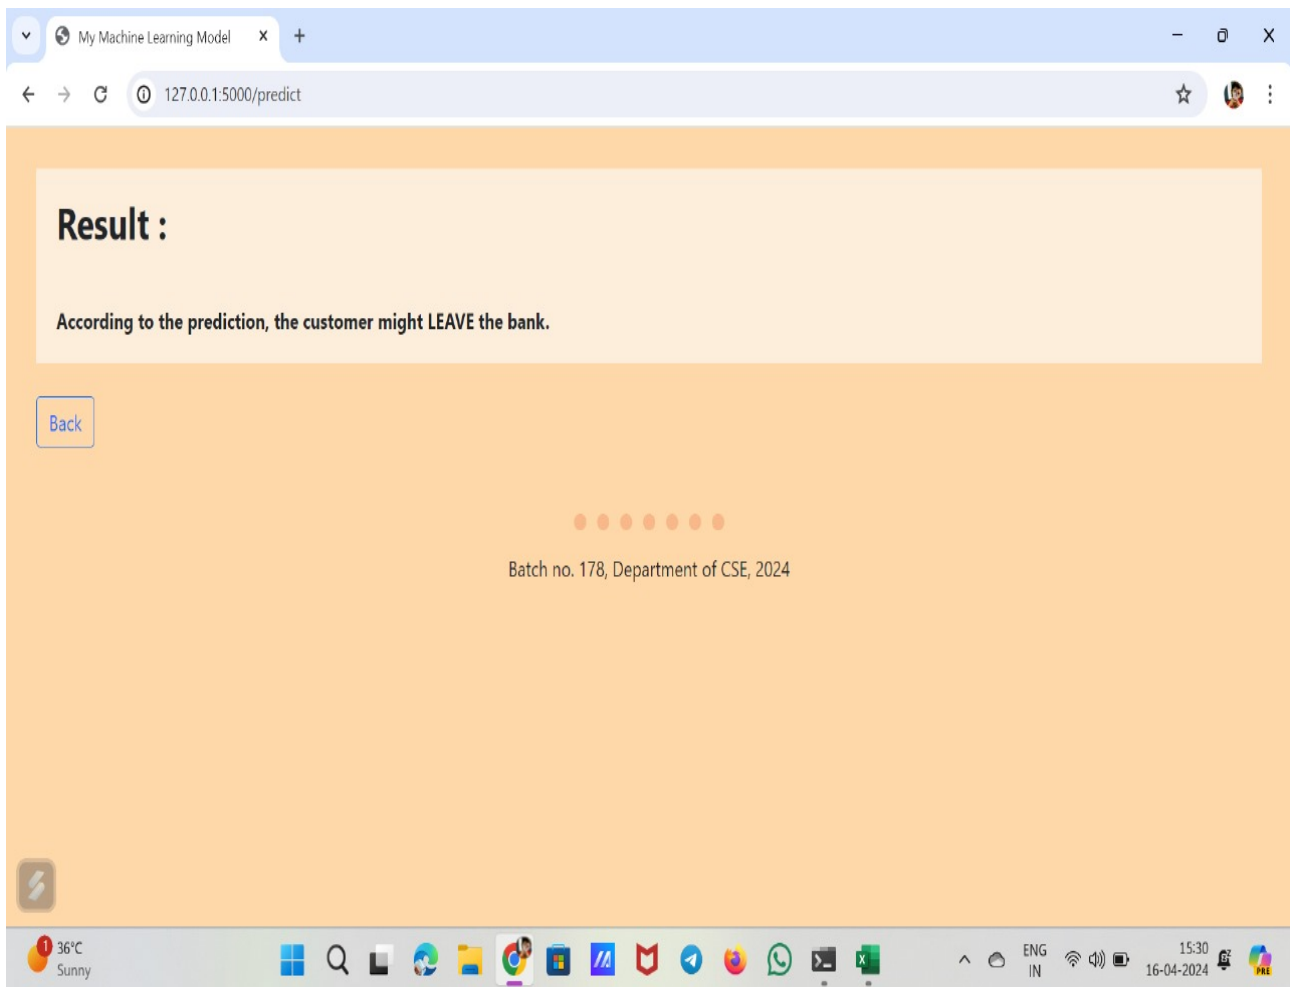 My Machine Learning Model
127.0.0.1:5000/predict
Result :
According to the prediction, the customer might LEAVE the bank.
Back
Batch no. 178, Department of CSE, 2024
1
36°C
Sunny
ENG
IN
15:30
16-04-2024
PRE